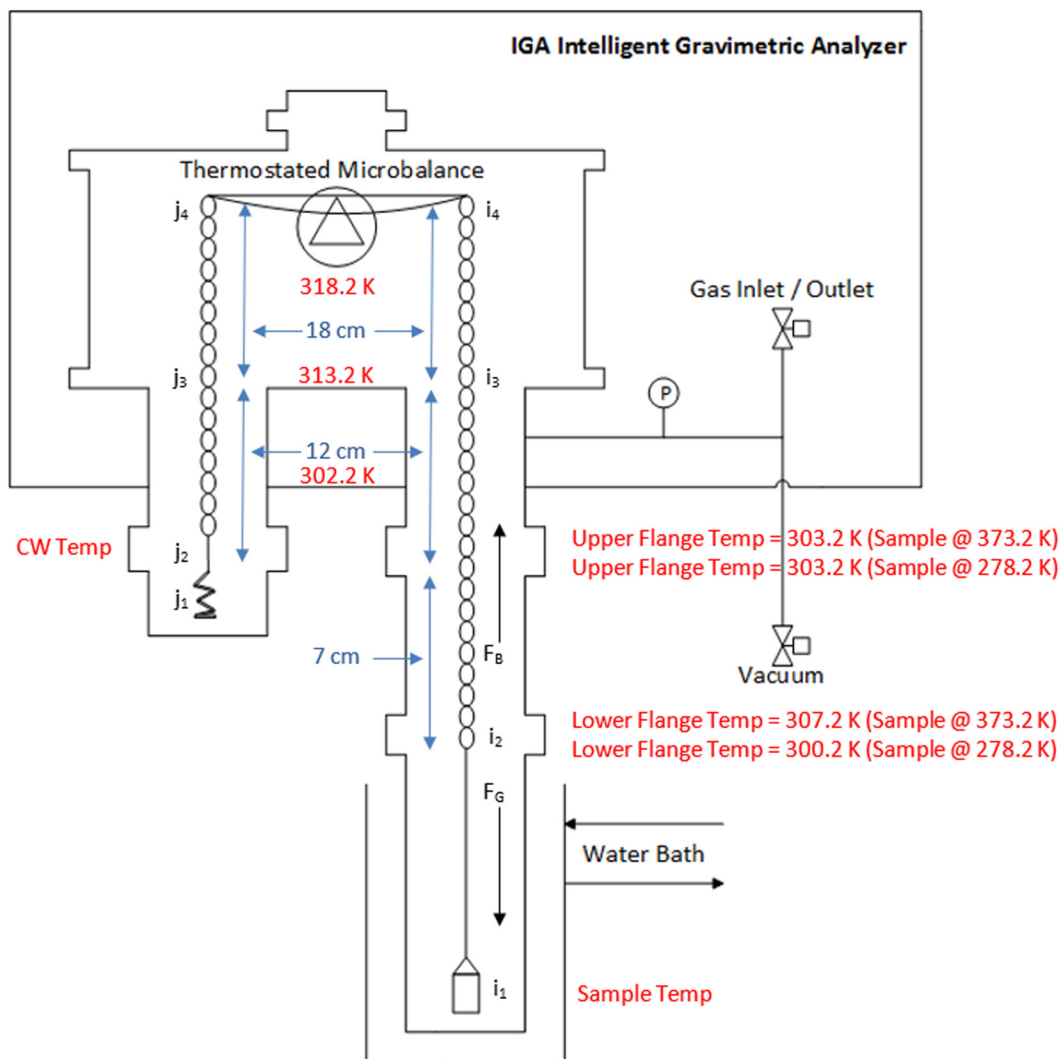 IGA Intelligent Gravimetric Analyzer
Thermostated Microbalance
j₄
i₄
318.2 K
18 cm
Gas Inlet / Outlet
j₃
313.2 K
i₃
P
12 cm
302.2 K
CW Temp
Upper Flange Temp = 303.2 K (Sample @ 373.2 K)
Upper Flange Temp = 303.2 K (Sample @ 278.2 K)
j₂
j₁
7 cm
F_B
Vacuum
Lower Flange Temp = 307.2 K (Sample @ 373.2 K)
Lower Flange Temp = 300.2 K (Sample @ 278.2 K)
i₂
F_G
Water Bath
i₁
Sample Temp